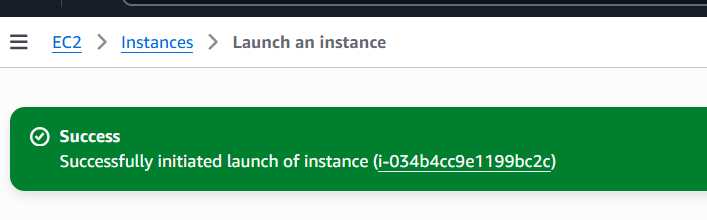 EC2 > Instances > Launch an instance
Success
Successfully initiated launch of instance (i-034b4cc9e1199bc2c)